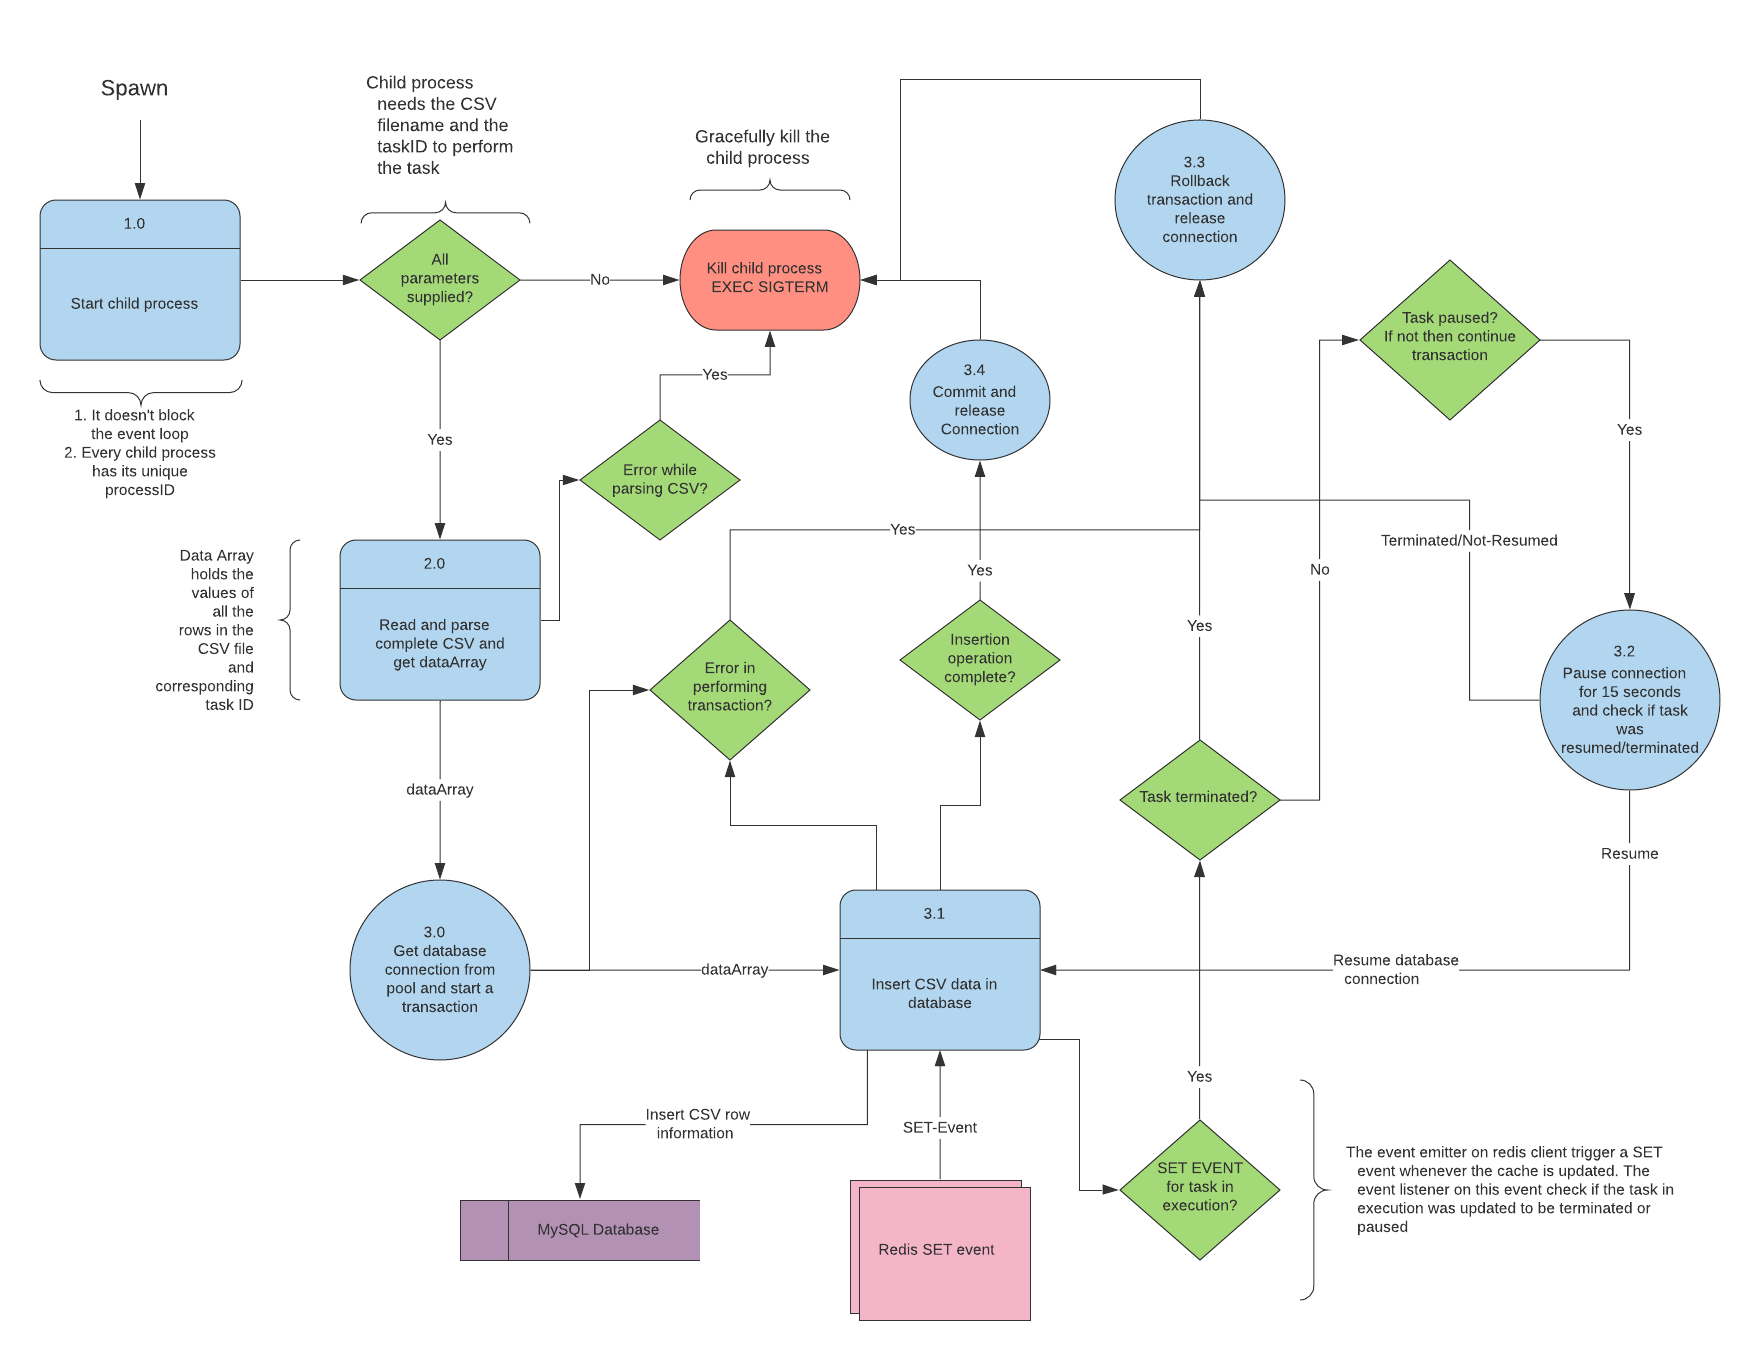 Spawn
1.0
Start child process
1. It doesn't block
the event loop
2. Every child process
has its unique
processID
Child process
needs the CSV
filename and the
taskID to perform
the task
All
parameters
supplied?
No
Yes
Gracefully kill the
child process
Kill child process
EXEC SIGTERM
Yes
Error while
parsing CSV?
Data Array
holds the
values of
all the
rows in the
CSV file
and
corresponding
task ID
2.0
Read and parse
complete CSV and
get dataArray
dataArray
3.0
Get database
connection from
pool and start a
transaction
dataArray
Error in
performing
transaction?
Yes
3.4
Commit and
release
Connection
Yes
Insertion
operation
complete?
3.3
Rollback
transaction and
release
connection
Yes
Task terminated?
No
Task paused?
If not then continue
transaction
Yes
Terminated/Not-Resumed
3.2
Pause connection
for 15 seconds
and check if task
was
resumed/terminated
Resume
Resume database
connection
3.1
Insert CSV data in
database
Insert CSV row
information
MySQL Database
SET-Event
Redis SET event
Yes
SET EVENT
for task in
execution?
The event emitter on redis client trigger a SET
event whenever the cache is updated. The
event listener on this event check if the task in
execution was updated to be terminated or
paused